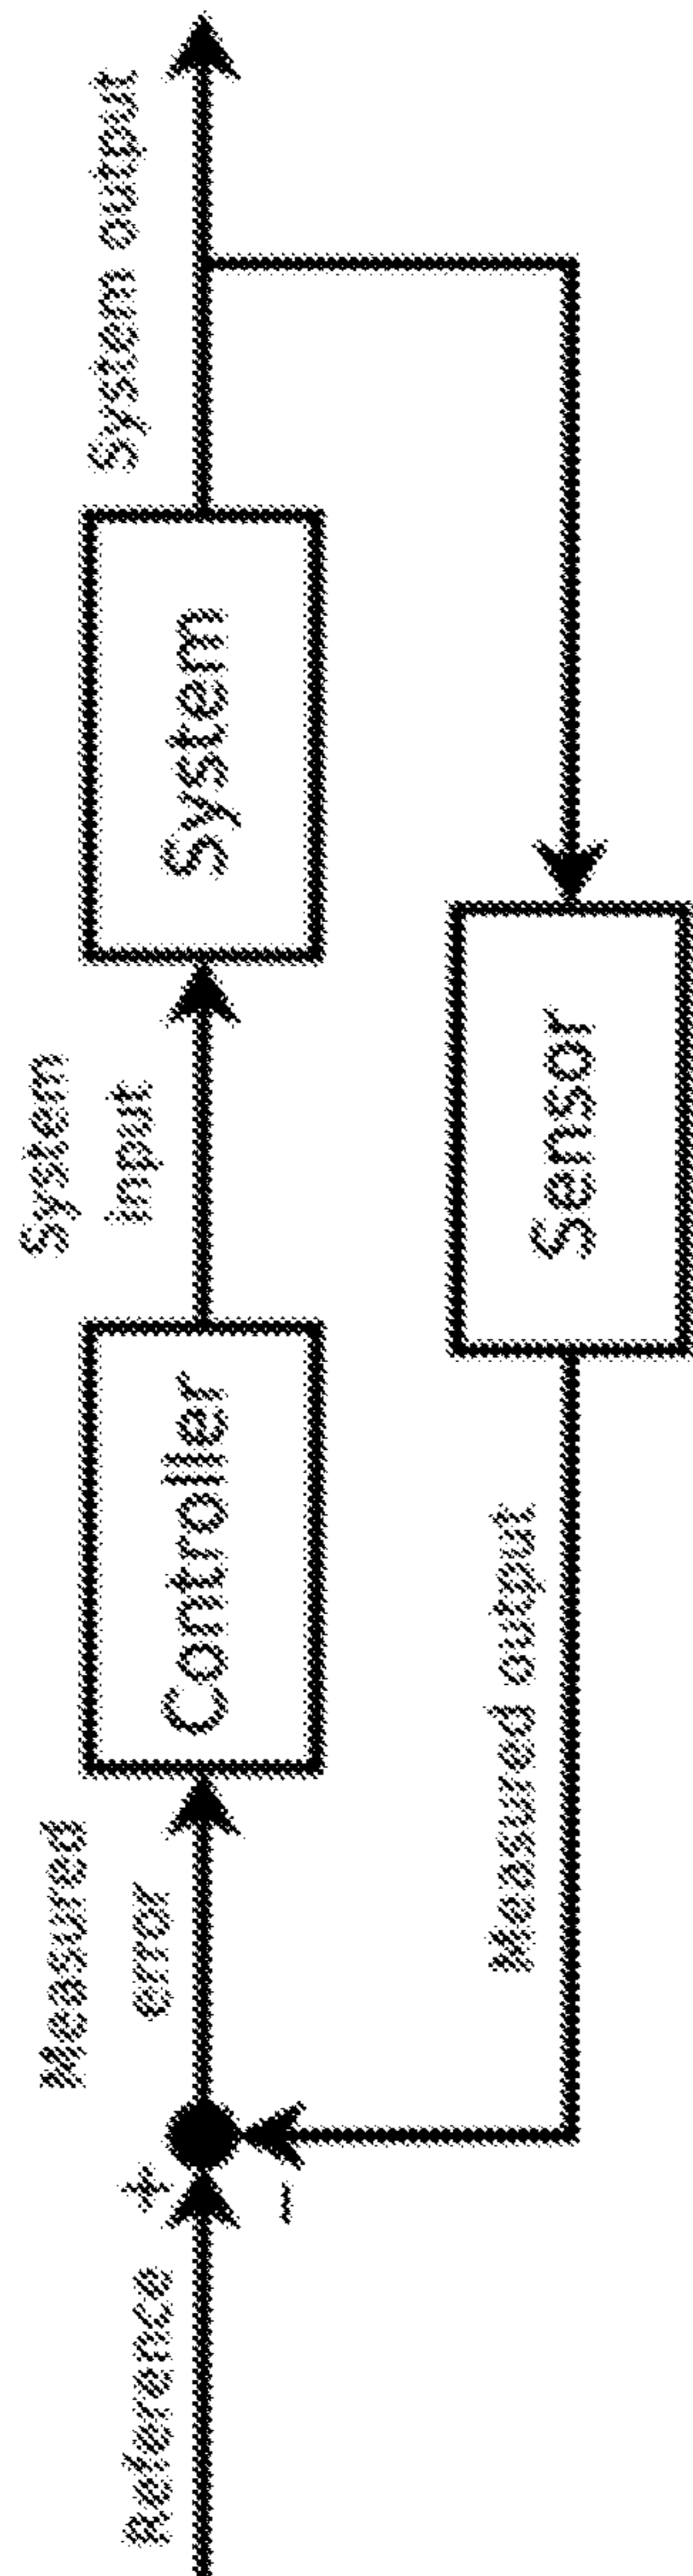 Reference
+
–
Measured
error
Controller
System
input
System
System output
Sensor
Measured output